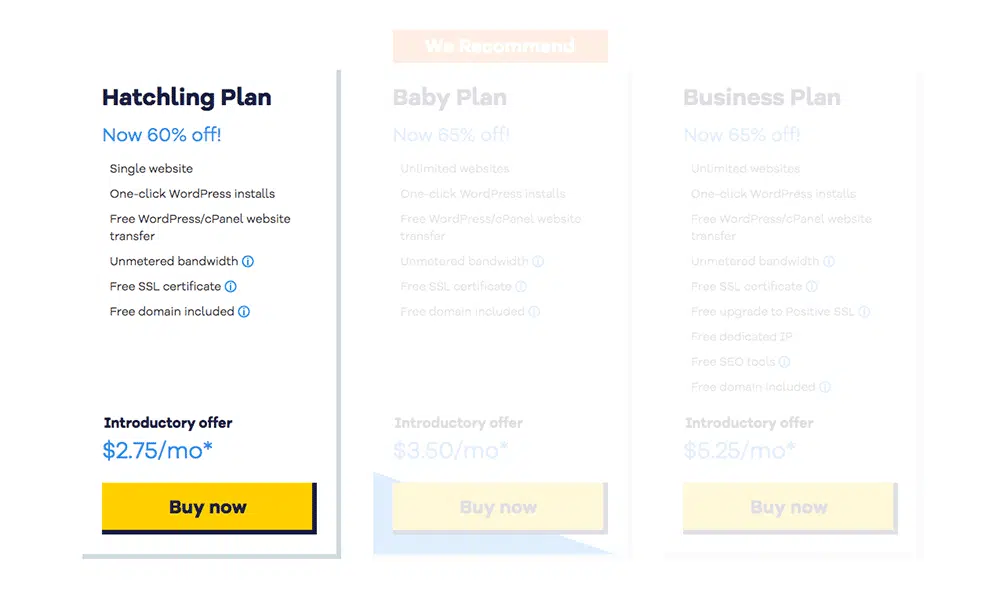 We Recommend
Hatchling Plan
Now 60% off!
Single website
One-click WordPress installs
Free WordPress/cPanel website
transfer
Unmetered bandwidth
Free SSL certificate
Free domain included
Introductory offer
$2.75/mo*
Buy now
Baby Plan
Now 65% off!
Unlimited websites
One-click WordPress installs
Free WordPress/cPanel website
transfer
Unmetered bandwidth
Free SSL certificate
Free domain included
Introductory offer
$3.50/mo*
Buy now
Business Plan
Now 65% off!
Unlimited websites
One-click WordPress installs
Free WordPress/cPanel website
transfer
Unmetered bandwidth
Free SSL certificate
Free upgrade to Positive SSL
Free dedicated IP
Free SEO tools
Free domain included
Introductory offer
$5.25/mo*
Buy now